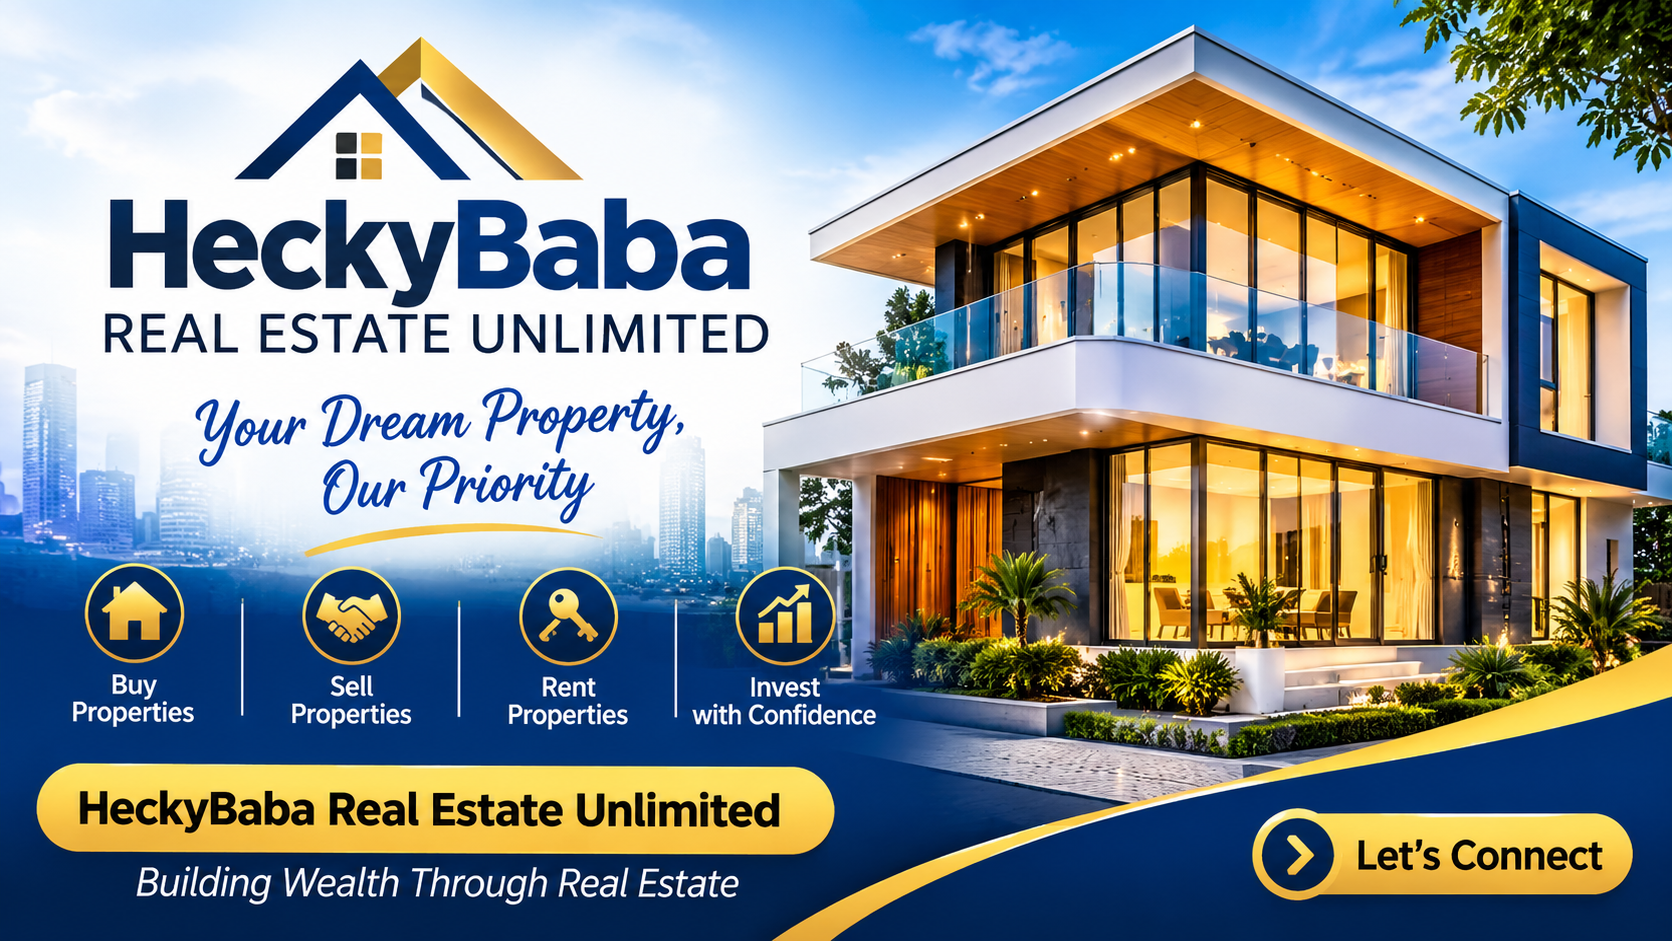 HeckyBaba
REAL ESTATE UNLIMITED
Your Dream Property,
Our Priority
Buy
Properties
Sell
Properties
Rent
Properties
Invest
with Confidence
HeckyBaba Real Estate Unlimited
Building Wealth Through Real Estate
Let's Connect